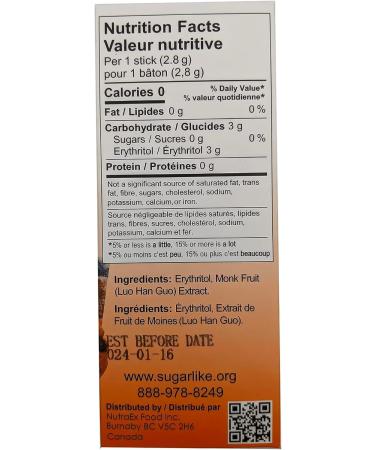 Nutrition Facts
Valeur nutritive
Per 1 stick (2.8 g)
pour 1 bâton (2,8 g)
Calories 0
% Daily Value*
% valeur quotidienne*
Fat / Lipides 0 g 0 %
Carbohydrate / Glucides 3 g
Sugars / Sucres 0 g 0 %
Erythritol / Érythritol 3 g
Protein / Protéines 0 g
Not a significant source of saturated fat, trans
fat, fibre, sugars, cholesterol, sodium,
potassium, calcium,or iron.
Source négligeable de lipides saturés, lipides
trans, fibres, sucres, cholestérol, sodium,
potassium, calcium et fer.
*5% or less is a little, 15% or more is a lot
*5% ou moins c'est peu, 15% ou plus c'est beaucoup
Ingredients: Erythritol, Monk Fruit
(Luo Han Guo) Extract.
Ingrédients: Érythritol, Extrait de
Fruit de Moines (Luo Han Guo).
EST BEFORE DATE
024-01-16
www.sugarlike.org
888-978-8249
Distributed by / Distribué par
NutraEx Food Inc.
Burnaby BC V5C 2H6
Canada